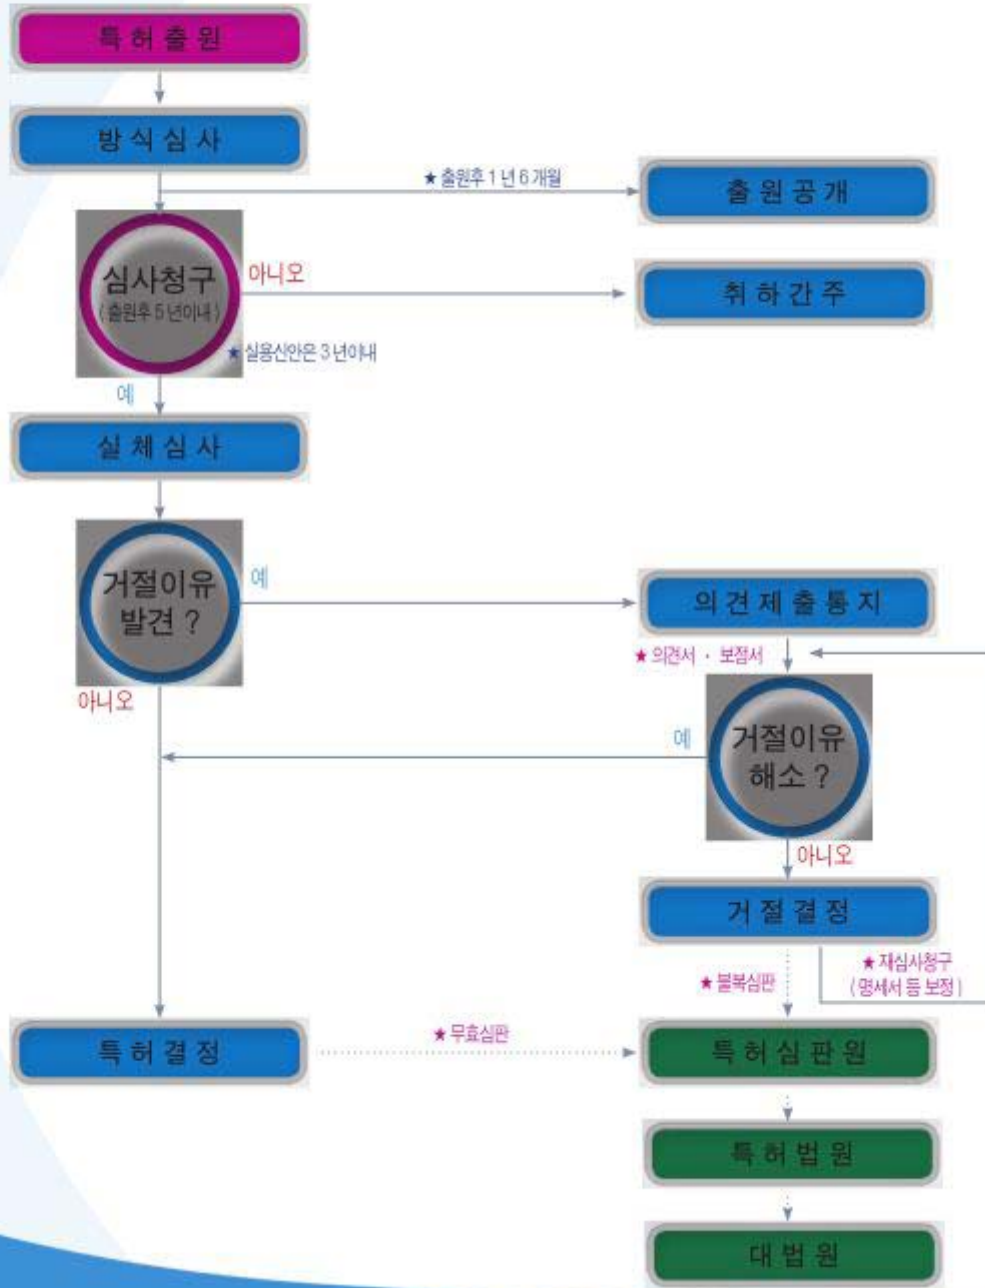 특허출원
방식심사
★ 출원후 1년 6개월
출원공개
심사청구
(출원후 5년이내)
아니오
취하간주
★ 실용신안은 3년이내
예
실체심사
거절이유
발견 ?
예
의견제출통지
★ 의견서 · 보정서
아니오
예
거절이유
해소 ?
아니오
거절결정
★ 불복심판
★ 재심사청구
(명세서 등 보정)
특허결정
★ 무효심판
특허심판원
특허법원
대법원